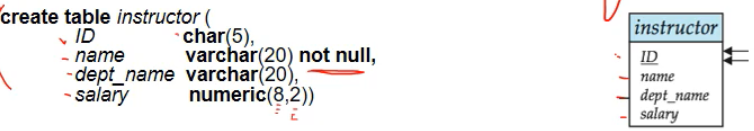 create table instructor (
ID char(5),
name varchar(20) not null,
dept_name varchar(20),
salary numeric(8,2))
instructor
ID
name
dept_name
salary